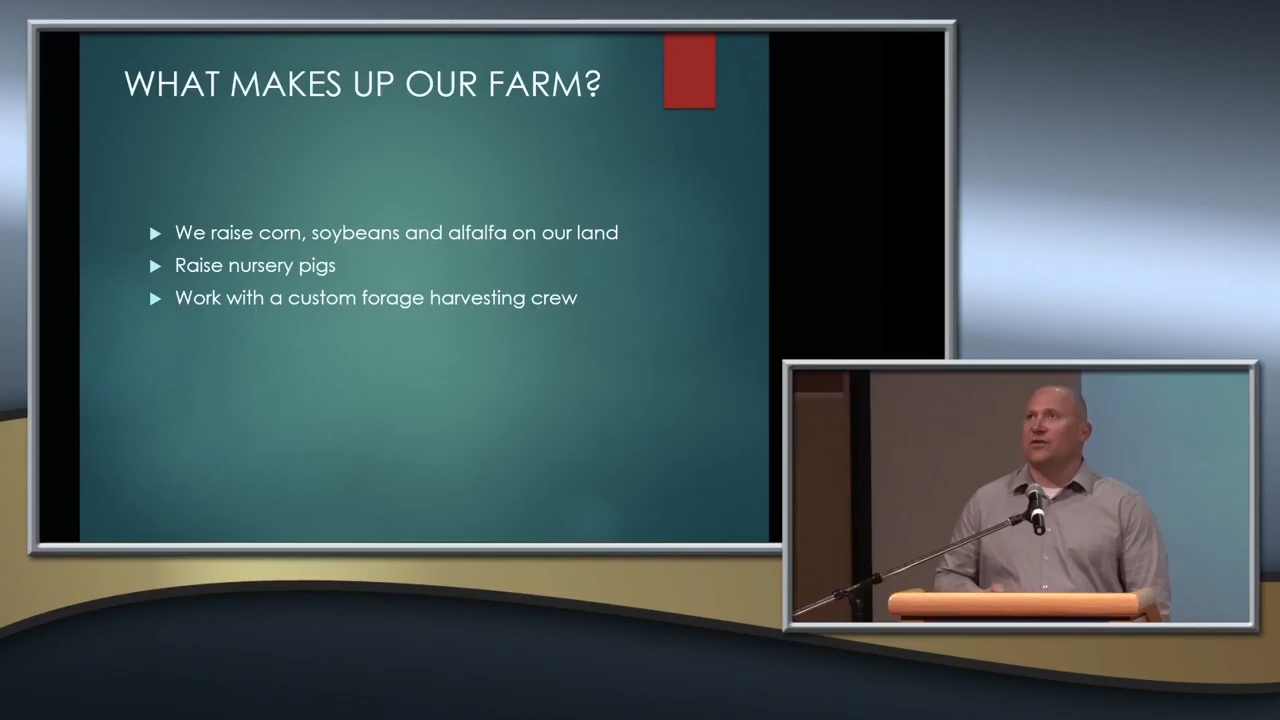 WHAT MAKES UP OUR FARM?
We raise corn, soybeans and alfalfa on our land
Raise nursery pigs
Work with a custom forage harvesting crew